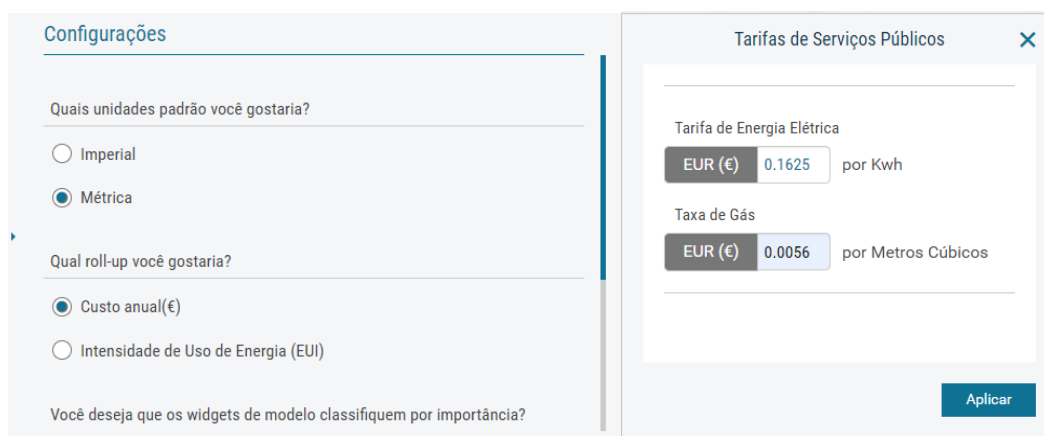 Configurações
Quais unidades padrão você gostaria?
Imperial
Métrica
Qual roll-up você gostaria?
Custo anual(€)
Intensidade de Uso de Energia (EUI)
Você deseja que os widgets de modelo classifiquem por importância?
Tarifas de Serviços Públicos
Tarifa de Energia Elétrica
EUR (€) 0.1625 por Kwh
Taxa de Gás
EUR (€) 0.0056 por Metros Cúbicos
Aplicar